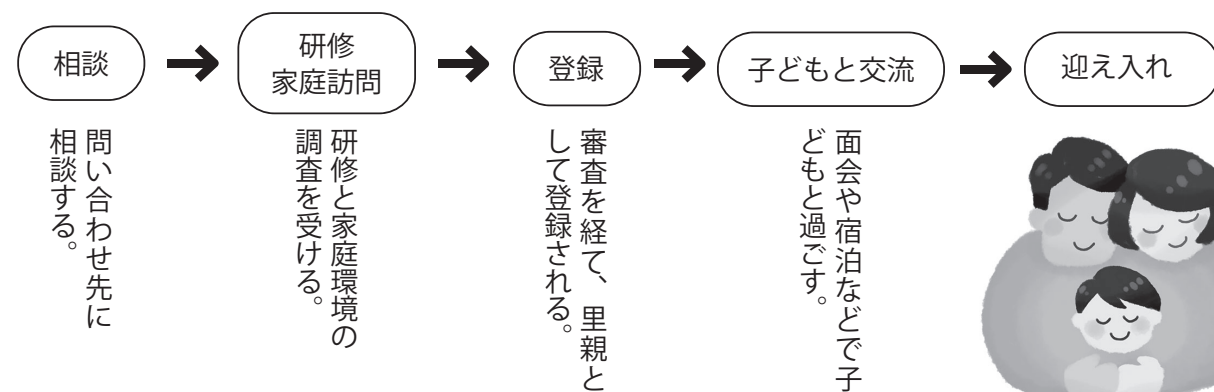 相談
研修
家庭訪問
登録
子どもと交流
迎え入れ
問い合わせ先に
相談する。
研修と家庭環境の
調査を受ける。
審査を経て、里親と
して登録される。
面会や宿泊などで子
どもと過ごす。